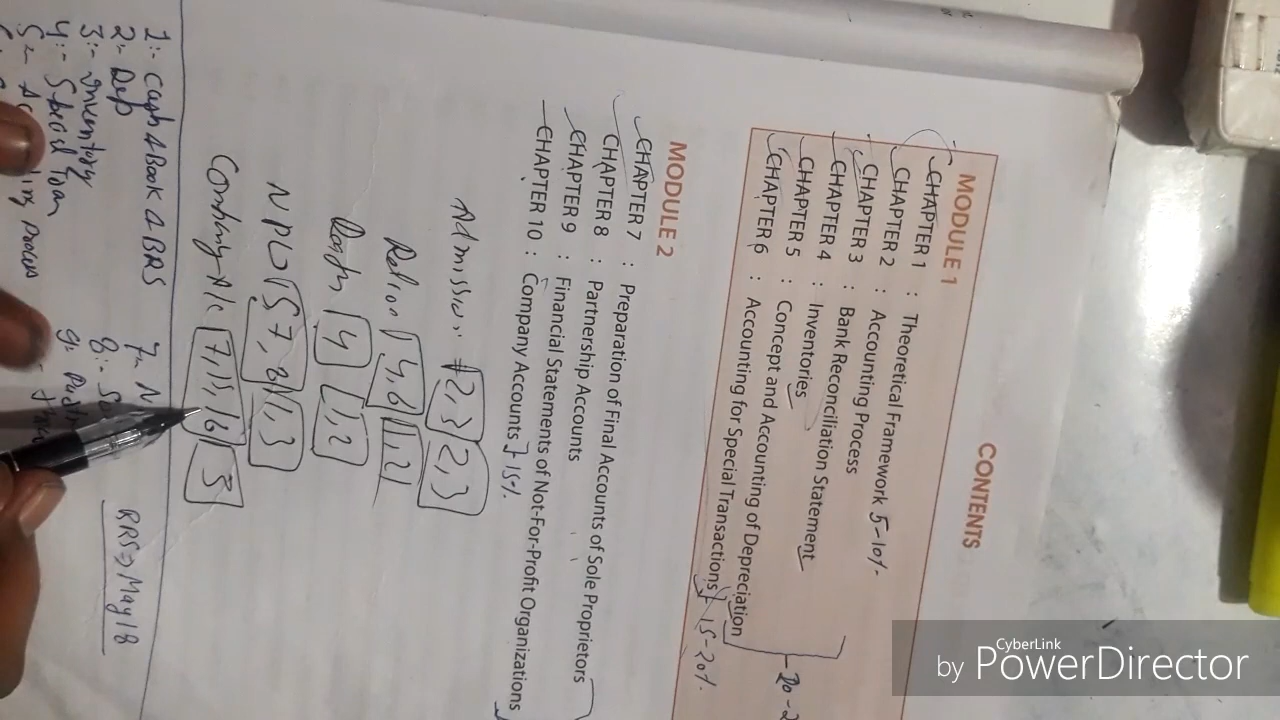 CONTENTS
MODULE 1
CHAPTER 1 : Theoretical Framework 5-10%
CHAPTER 2 : Accounting Process
CHAPTER 3 : Bank Reconciliation Statement
CHAPTER 4 : Inventories
CHAPTER 5 : Concept and Accounting of Depreciation
CHAPTER 6 : Accounting for Special Transactions 15-20%
MODULE 2
CHAPTER 7 : Preparation of Final Accounts of Sole Proprietors
CHAPTER 8 : Partnership Accounts
CHAPTER 9 : Financial Statements of Not-For-Profit Organizations
CHAPTER 10 : Company Accounts } 15%
Admission 2,3 2,3
4,6 1,2
Death 4 1,2
NPO 1,3
Company A/c 7, 16 3
1:- Cash Book & BRS
2:- Dep
3:- Inventory
4:- Special
5:- process
7:- N
8:-
9:-
May 18
by CyberLink PowerDirector